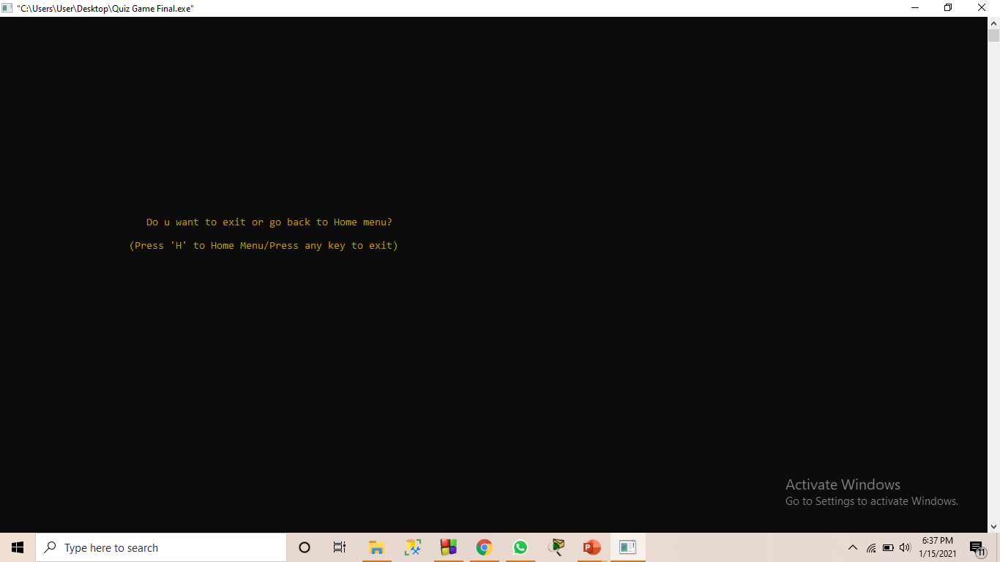 "C:\Users\User\Desktop\Quiz Game Final.exe"
Do u want to exit or go back to Home menu?
(Press 'H' to Home Menu/Press any key to exit)
Activate Windows
Go to Settings to activate Windows.
Type here to search
6:37 PM
1/15/2021
11